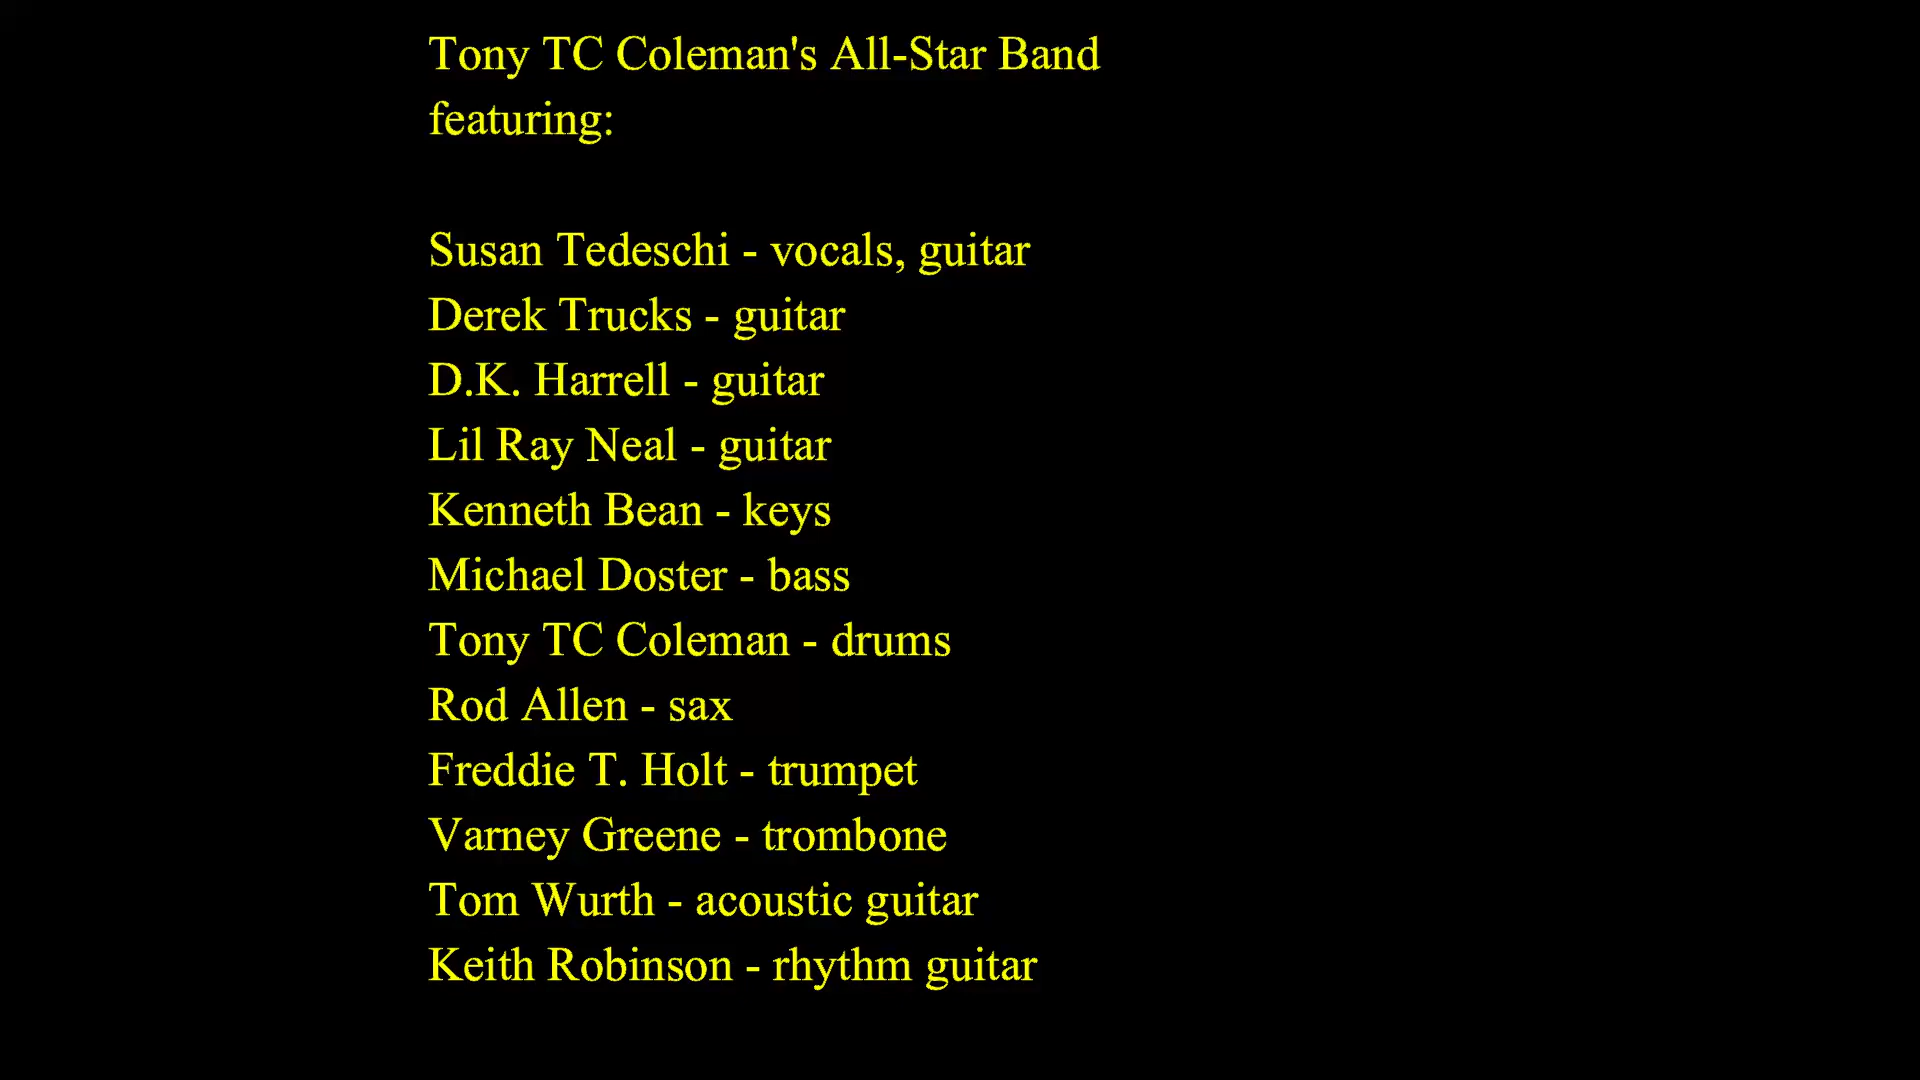 Tony TC Coleman's All-Star Band
featuring:
Susan Tedeschi - vocals, guitar
Derek Trucks - guitar
D.K. Harrell - guitar
Lil Ray Neal - guitar
Kenneth Bean - keys
Michael Doster - bass
Tony TC Coleman - drums
Rod Allen - sax
Freddie T. Holt - trumpet
Varney Greene - trombone
Tom Wurth - acoustic guitar
Keith Robinson - rhythm guitar